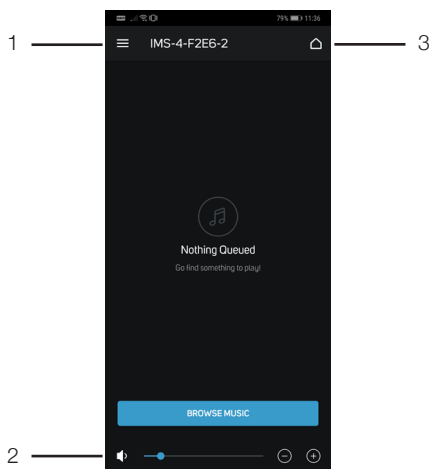 79% 11:36
1
IMS-4-F2E6-2
3
Nothing Queued
Go find something to play!
BROWSE MUSIC
2